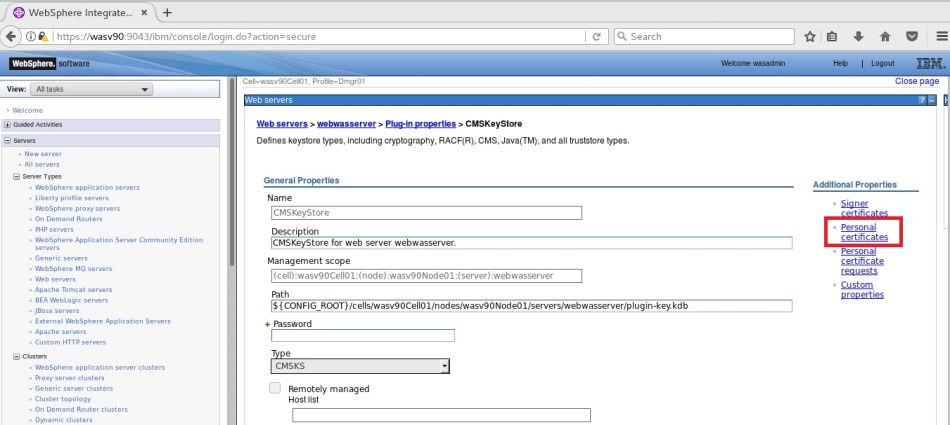 WebSphere Integrate...
https://wasv90:9043/ibm/console/login.do?action=secure
Search
WebSphere. software
Welcome wasadmin
Help
Logout
IBM
View: All tasks
Welcome
Guided Activities
Servers
New server
All servers
Server Types
WebSphere application servers
Liberty profile servers
WebSphere proxy servers
On Demand Routers
PHP servers
WebSphere Application Server Community Edition
servers
Generic servers
WebSphere MQ servers
Web servers
Apache Tomcat servers
BEA WebLogic servers
JBoss servers
External WebSphere Application Servers
Apache servers
Custom HTTP servers
Clusters
WebSphere application server clusters
Proxy server clusters
Generic server clusters
Cluster topology
On Demand Router clusters
Dynamic clusters
Cell=wasv90Cell01, Profile=Dmgr01
Close page
Web servers
? –
Web servers > webwasserver > Plug-in properties > CMSKeyStore
Defines keystore types, including cryptography, RACF(R), CMS, Java(TM), and all truststore types.
General Properties
Name
CMSKeyStore
Description
CMSKeyStore for web server webwasserver.
Management scope
(cell):wasv90Cell01:(node):wasv90Node01:(server):webwasserver
Path
${CONFIG_ROOT}/cells/wasv90Cell01/nodes/wasv90Node01/servers/webwasserver/plugin-key.kdb
Password
Type
CMSKS
Remotely managed
Host list
Additional Properties
Signer
certificates
Personal
certificates
Personal
certificate
requests
Custom
properties